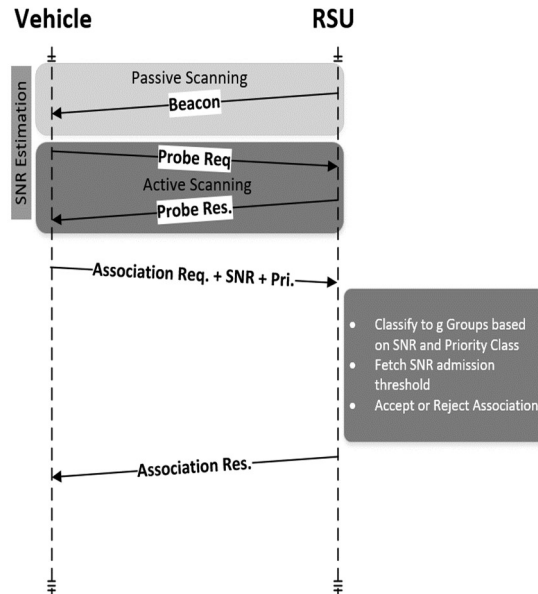 Vehicle
RSU
SNR Estimation
Passive Scanning
Beacon
Probe Req
Active Scanning
Probe Res.
Association Req. + SNR + Pri.
• Classify to g Groups based
on SNR and Priority Class
• Fetch SNR admission
threshold
• Accept or Reject Association
Association Res.